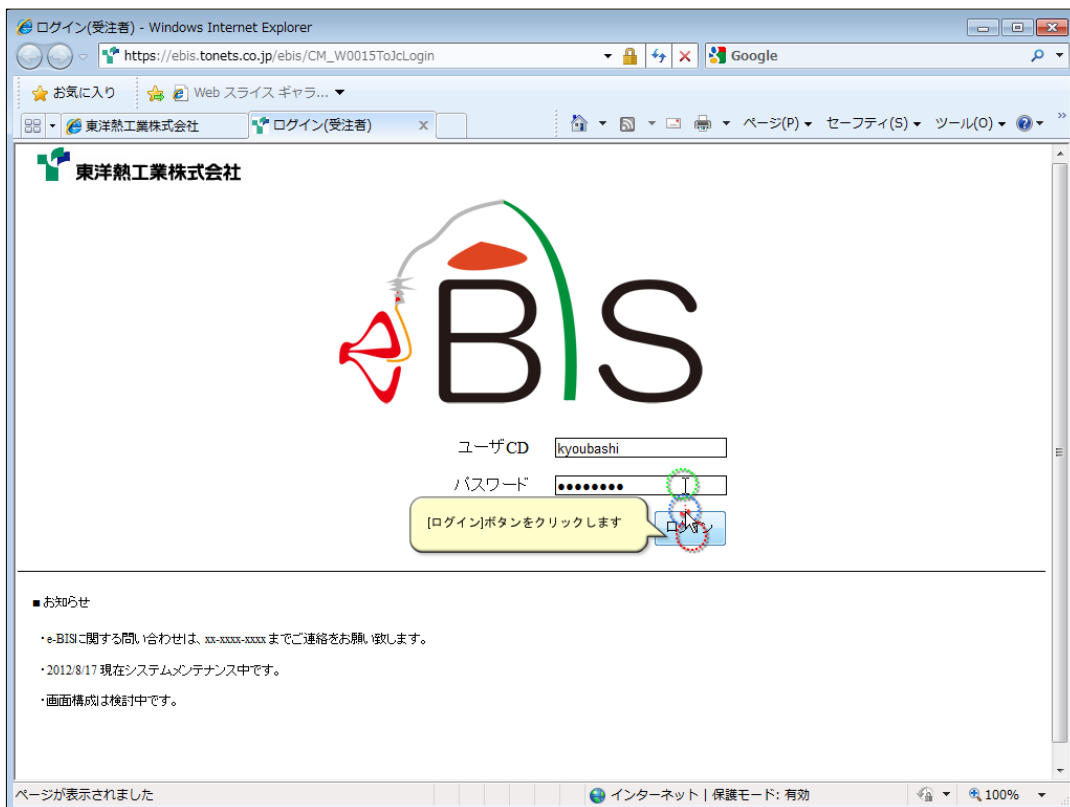 ログイン(受注者) - Windows Internet Explorer
https://ebis.tonets.co.jp/ebis/CM_W0015ToJcLogin
Google
お気に入り
Web スライス ギャラ...
東洋熱工業株式会社
ログイン(受注者)
x
ページ(P)
セーフティ(S)
ツール(O)
»
東洋熱工業株式会社
eBIS
ユーザCD
kyoubashi
パスワード
●●●●●●●●
[ログイン]ボタンをクリックします
ログイン
■お知らせ
・e-BISに関する問い合わせは、xx-xxxx-xxxxまでご連絡をお願い致します。
・2012/8/17 現在システムメンテナンス中です。
・画面構成は検討中です。
ページが表示されました
インターネット | 保護モード: 有効
100%